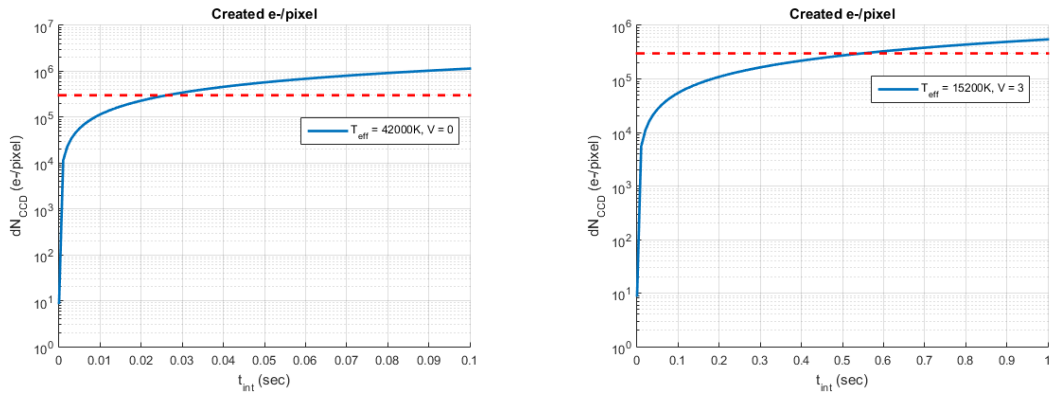 Created e-/pixel
dN_CCD (e-/pixel)
10^7
10^6
10^5
10^4
10^3
10^2
10^1
10^0
T_eff = 42000K, V = 0
0 0.01 0.02 0.03 0.04 0.05 0.06 0.07 0.08 0.09 0.1
t_int (sec)
Created e-/pixel
dN_CCD (e-/pixel)
10^6
10^5
10^4
10^3
10^2
10^1
10^0
T_eff = 15200K, V = 3
0 0.1 0.2 0.3 0.4 0.5 0.6 0.7 0.8 0.9 1
t_int (sec)